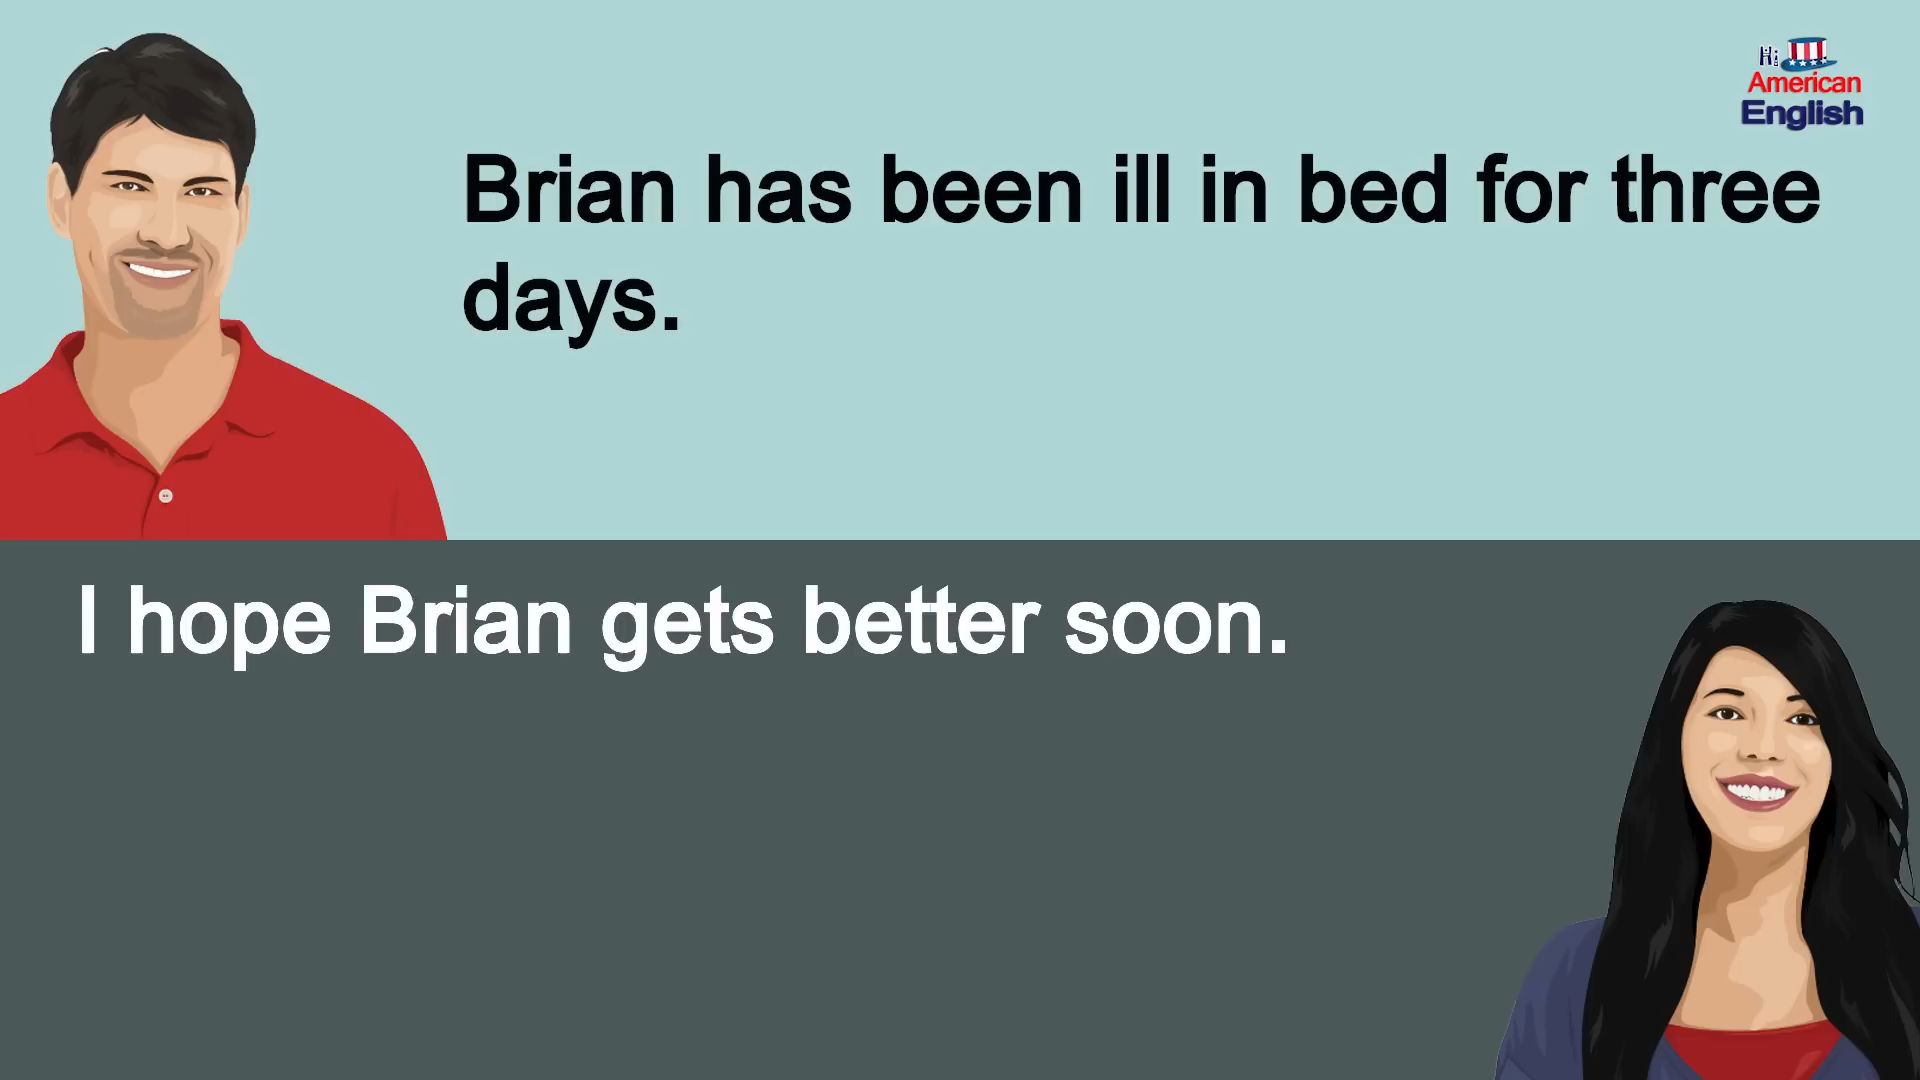 Hi
American
English
Brian has been ill in bed for three
days.
I hope Brian gets better soon.